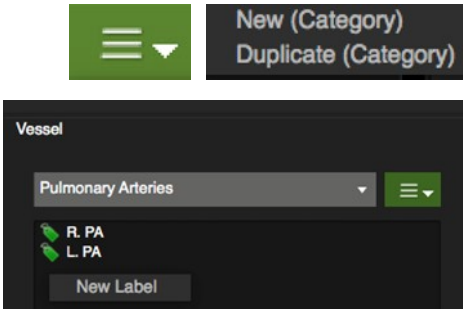 New (Category)
Duplicate (Category)
Vessel
Pulmonary Arteries
R. PA
L. PA
New Label